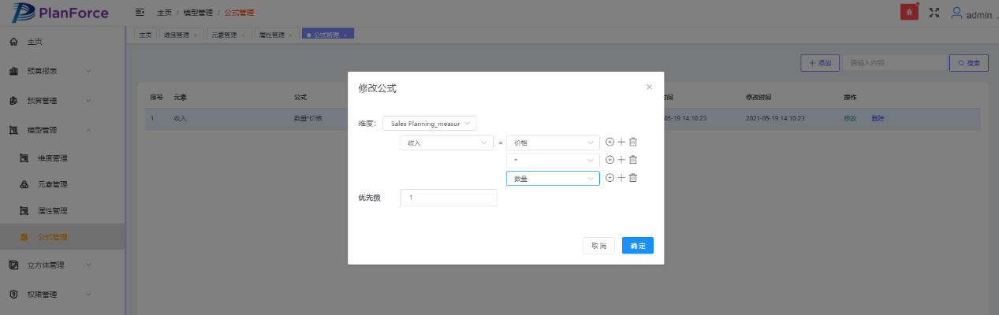 PlanForce
主页 / 模型管理 / 公式管理
admin
主页
维度管理 ×
元素管理 ×
属性管理 ×
公式管理 ×
主页
预算报表
预算管理
模型管理
维度管理
元素管理
属性管理
公式管理
立方体管理
权限管理
+ 添加
请输入内容
搜索
序号 元素 公式 时间 修改时间 操作
1 收入 数量*价格 05-19 14:10:23 2021-05-19 14:10:23 修改 删除
修改公式
维度: Sales Planning_measur
收入 = 价格
*
数量
优先级 1
取消 确定